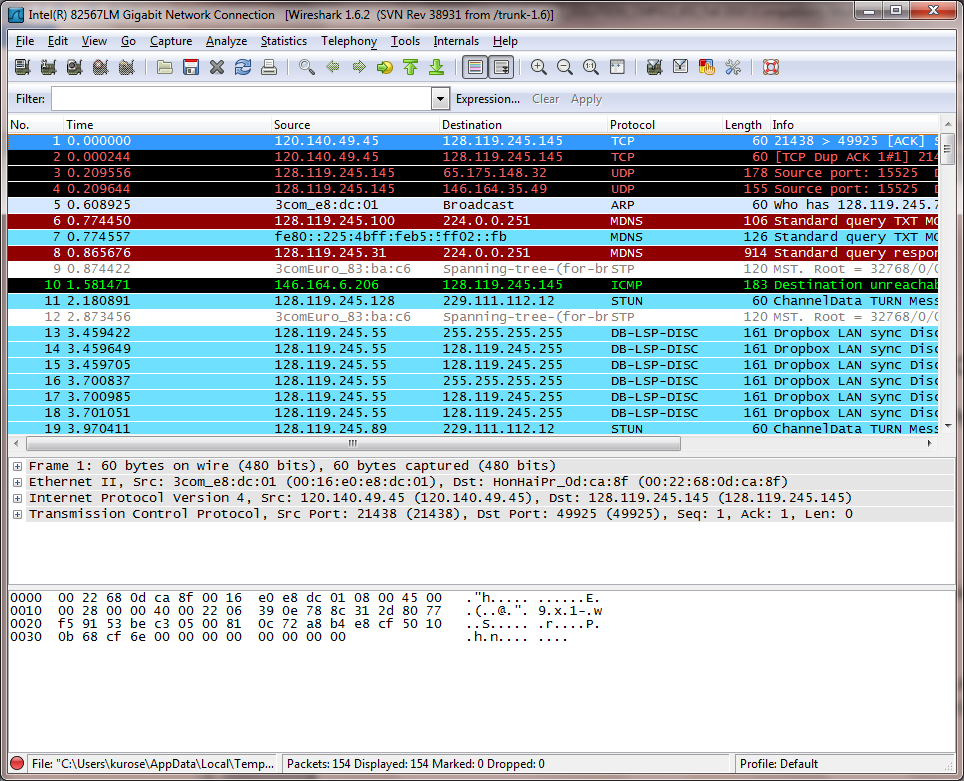 Intel(R) 82567LM Gigabit Network Connection [Wireshark 1.6.2 (SVN Rev 38931 from /trunk-1.6)]
File Edit View Go Capture Analyze Statistics Telephony Tools Internals Help
Filter: Expression... Clear Apply
No. Time Source Destination Protocol Length Info
1 0.000000 120.140.49.45 128.119.245.145 TCP 60 21438 > 49925 [ACK] S
2 0.000244 120.140.49.45 128.119.245.145 TCP 60 [TCP Dup ACK 1#1] 214
3 0.209556 128.119.245.145 65.175.148.32 UDP 178 Source port: 15525 D
4 0.209644 128.119.245.145 146.164.35.49 UDP 155 Source port: 15525 D
5 0.608925 3com_e8:dc:01 Broadcast ARP 60 Who has 128.119.245.7
6 0.774450 128.119.245.100 224.0.0.251 MDNS 106 Standard query TXT MC
7 0.774557 fe80::225:4bff:feb5:5 ff02::fb MDNS 126 Standard query TXT MC
8 0.865676 128.119.245.31 224.0.0.251 MDNS 914 Standard query respor
9 0.874422 3comEuro_83:ba:c6 Spanning-tree-(for-br STP 120 MST. Root = 32768/0/0
10 1.581471 146.164.6.206 128.119.245.145 ICMP 183 Destination unreachab
11 2.180891 128.119.245.128 229.111.112.12 STUN 60 ChannelData TURN Mess
12 2.873456 3comEuro_83:ba:c6 Spanning-tree-(for-br STP 120 MST. Root = 32768/0/0
13 3.459422 128.119.245.55 255.255.255.255 DB-LSP-DISC 161 Dropbox LAN sync Disc
14 3.459649 128.119.245.55 128.119.245.255 DB-LSP-DISC 161 Dropbox LAN sync Disc
15 3.459705 128.119.245.55 128.119.245.255 DB-LSP-DISC 161 Dropbox LAN sync Disc
16 3.700837 128.119.245.55 255.255.255.255 DB-LSP-DISC 161 Dropbox LAN sync Disc
17 3.700985 128.119.245.55 128.119.245.255 DB-LSP-DISC 161 Dropbox LAN sync Disc
18 3.701051 128.119.245.55 128.119.245.255 DB-LSP-DISC 161 Dropbox LAN sync Disc
19 3.970411 128.119.245.89 229.111.112.12 STUN 60 ChannelData TURN Mess
Frame 1: 60 bytes on wire (480 bits), 60 bytes captured (480 bits)
Ethernet II, Src: 3com_e8:dc:01 (00:16:e0:e8:dc:01), Dst: HonHaiPr_0d:ca:8f (00:22:68:0d:ca:8f)
Internet Protocol Version 4, Src: 120.140.49.45 (120.140.49.45), Dst: 128.119.245.145 (128.119.245.145)
Transmission Control Protocol, Src Port: 21438 (21438), Dst Port: 49925 (49925), Seq: 1, Ack: 1, Len: 0
0000 00 22 68 0d ca 8f 00 16 e0 e8 dc 01 08 00 45 00 ."h..... ......E.
0010 00 28 00 00 40 00 22 06 39 0e 78 8c 31 2d 80 77 .(..@.". 9.x.1-.w
0020 f5 91 53 be c3 05 00 81 0c 72 a8 b4 e8 cf 50 10 ..S..... .r....P.
0030 0b 68 cf 6e 00 00 00 00 00 00 00 00 .h.n.... ....
File: "C:\Users\kurose\AppData\Local\Temp... Packets: 154 Displayed: 154 Marked: 0 Dropped: 0 Profile: Default